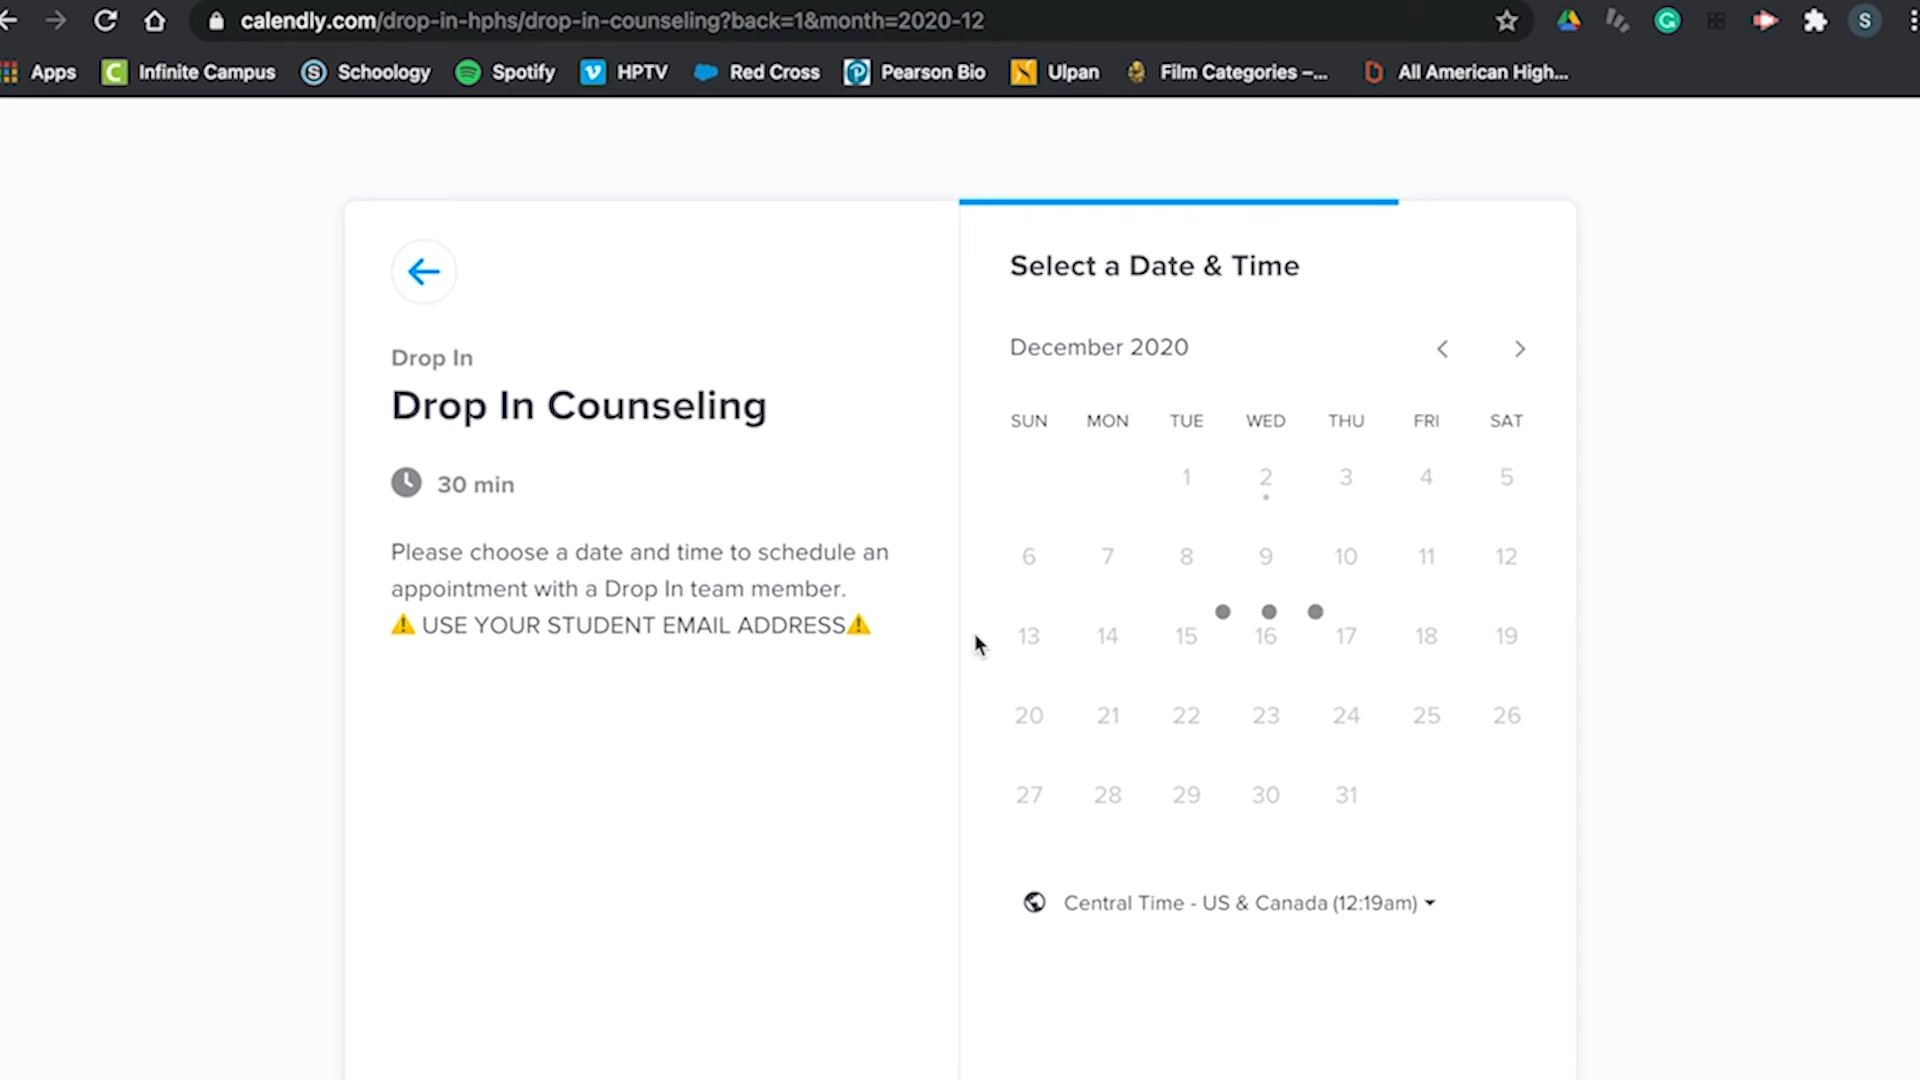 calendly.com/drop-in-hphs/drop-in-counseling?back=1&month=2020-12
S
Apps
Infinite Campus
Schoology
Spotify
HPTV
Red Cross
Pearson Bio
Ulpan
Film Categories –...
All American High...
Drop In
Drop In Counseling
30 min
Please choose a date and time to schedule an
appointment with a Drop In team member.
⚠️ USE YOUR STUDENT EMAIL ADDRESS⚠️
Select a Date & Time
December 2020
SUN MON TUE WED THU FRI SAT
1 2 3 4 5
6 7 8 9 10 11 12
13 14 15 16 17 18 19
20 21 22 23 24 25 26
27 28 29 30 31
Central Time - US & Canada (12:19am)